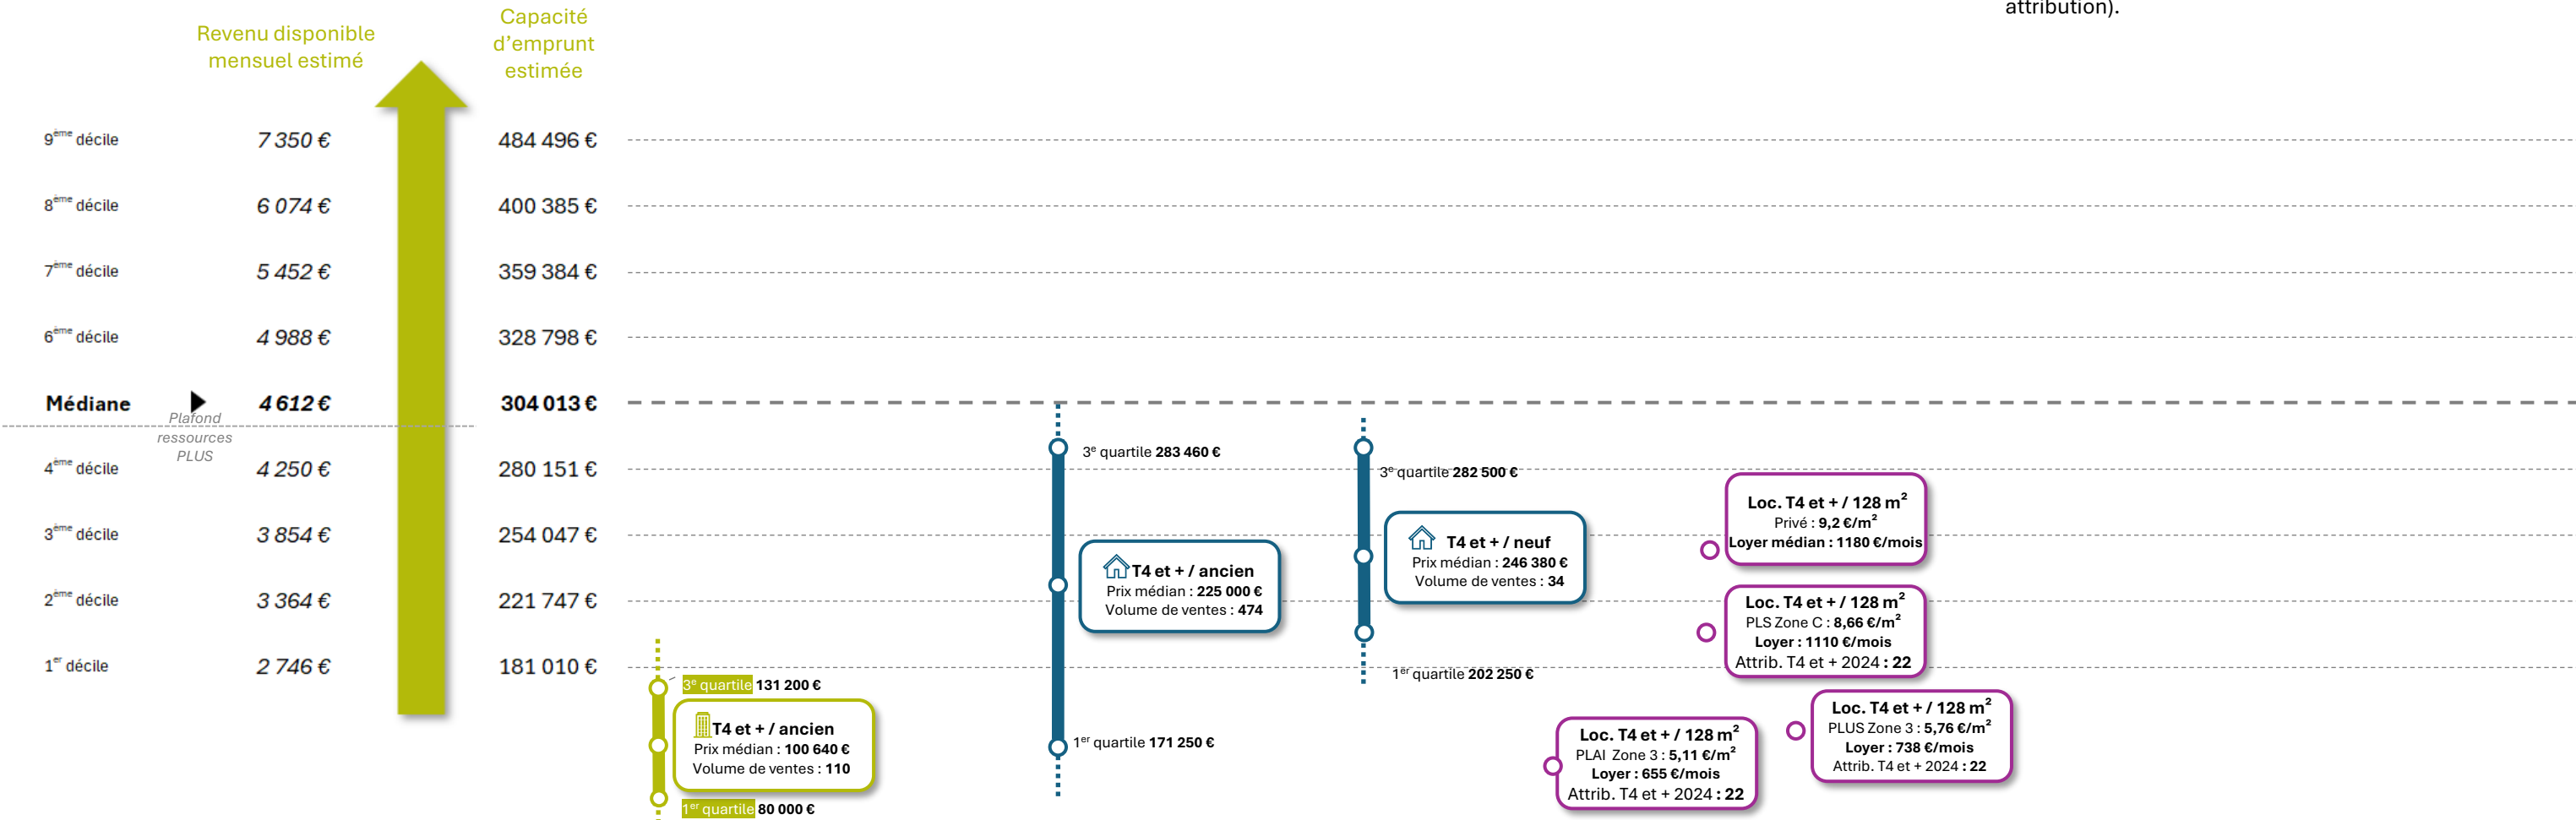 attribution).
Revenu disponible
mensuel estimé
Capacité
d’emprunt
estimée
9ème décile 7 350 € 484 496 €
8ème décile 6 074 € 400 385 €
7ème décile 5 452 € 359 384 €
6ème décile 4 988 € 328 798 €
Médiane 4 612 € 304 013 €
Plafond
ressources
PLUS
4ème décile 4 250 € 280 151 €
3ème décile 3 854 € 254 047 €
2ème décile 3 364 € 221 747 €
1er décile 2 746 € 181 010 €
3e quartile 131 200 €
T4 et + / ancien
Prix médian : 100 640 €
Volume de ventes : 110
1er quartile 80 000 €
3e quartile 283 460 €
T4 et + / ancien
Prix médian : 225 000 €
Volume de ventes : 474
1er quartile 171 250 €
3e quartile 282 500 €
T4 et + / neuf
Prix médian : 246 380 €
Volume de ventes : 34
1er quartile 202 250 €
Loc. T4 et + / 128 m²
Privé : 9,2 €/m²
Loyer médian : 1180 €/mois
Loc. T4 et + / 128 m²
PLS Zone C : 8,66 €/m²
Loyer : 1110 €/mois
Attrib. T4 et + 2024 : 22
Loc. T4 et + / 128 m²
PLUS Zone 3 : 5,76 €/m²
Loyer : 738 €/mois
Attrib. T4 et + 2024 : 22
Loc. T4 et + / 128 m²
PLAI Zone 3 : 5,11 €/m²
Loyer : 655 €/mois
Attrib. T4 et + 2024 : 22